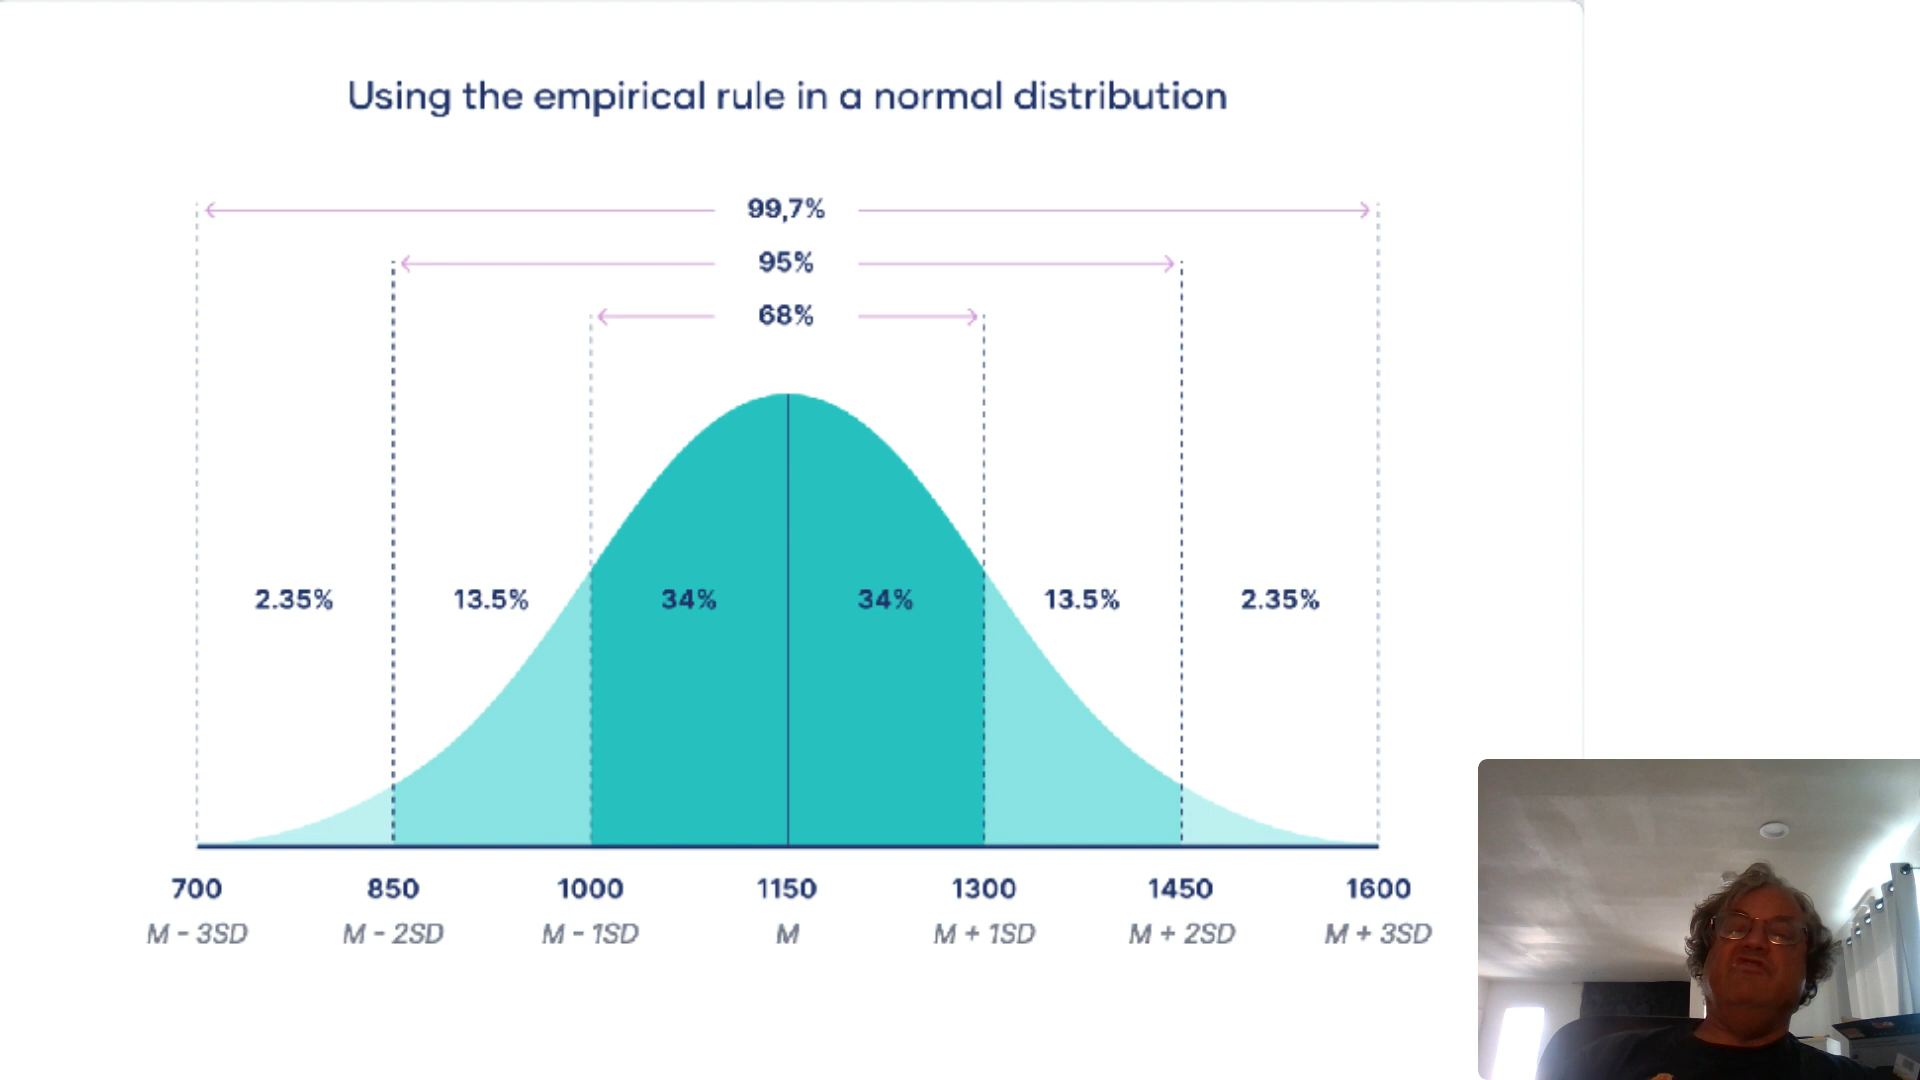 Using the empirical rule in a normal distribution
99,7%
95%
68%
2.35% 13.5% 34% 34% 13.5% 2.35%
700 850 1000 1150 1300 1450 1600
M - 3SD M - 2SD M - 1SD M M + 1SD M + 2SD M + 3SD